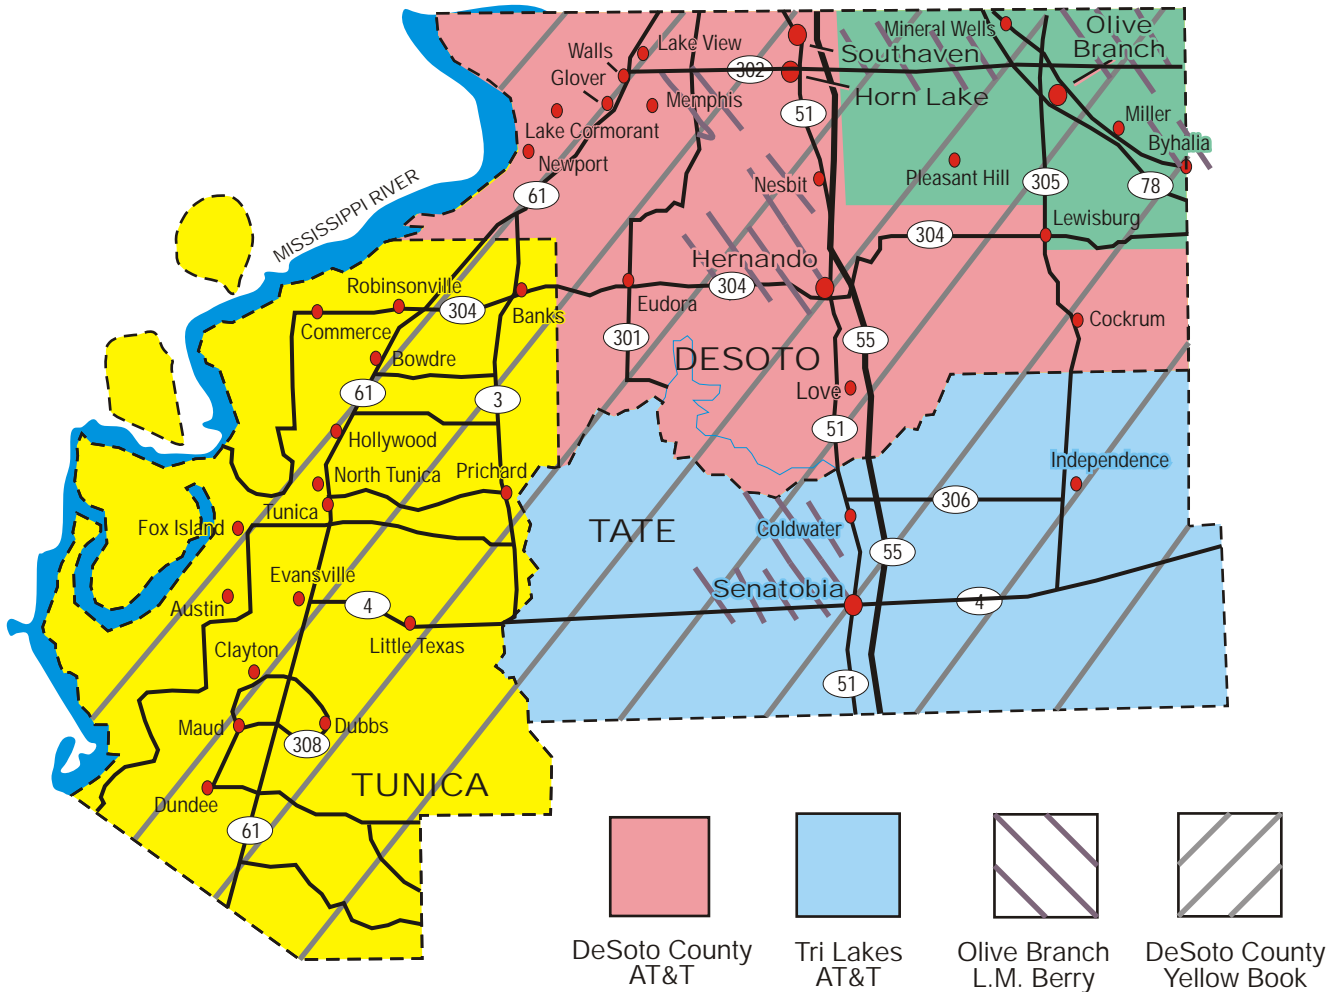 Mineral Wells
Olive
Branch
Lake View
Walls
Southaven
Glover
302
Horn Lake
Memphis
51
Miller
Lake Cormorant
Byhalia
Newport
Pleasant Hill
Nesbit
305
78
61
MISSISSIPPI RIVER
Lewisburg
304
Hernando
Robinsonville
304
304
Banks
Eudora
Commerce
Cockrum
301
55
Bowdre
DESOTO
61
3
Love
51
Hollywood
Independence
North Tunica
Prichard
306
Tunica
Fox Island
TATE
Coldwater
55
Evansville
Senatobia
4
4
Austin
Little Texas
Clayton
51
Maud
Dubbs
308
TUNICA
Dundee
61
DeSoto County
AT&T
Tri Lakes
AT&T
Olive Branch
L.M. Berry
DeSoto County
Yellow Book